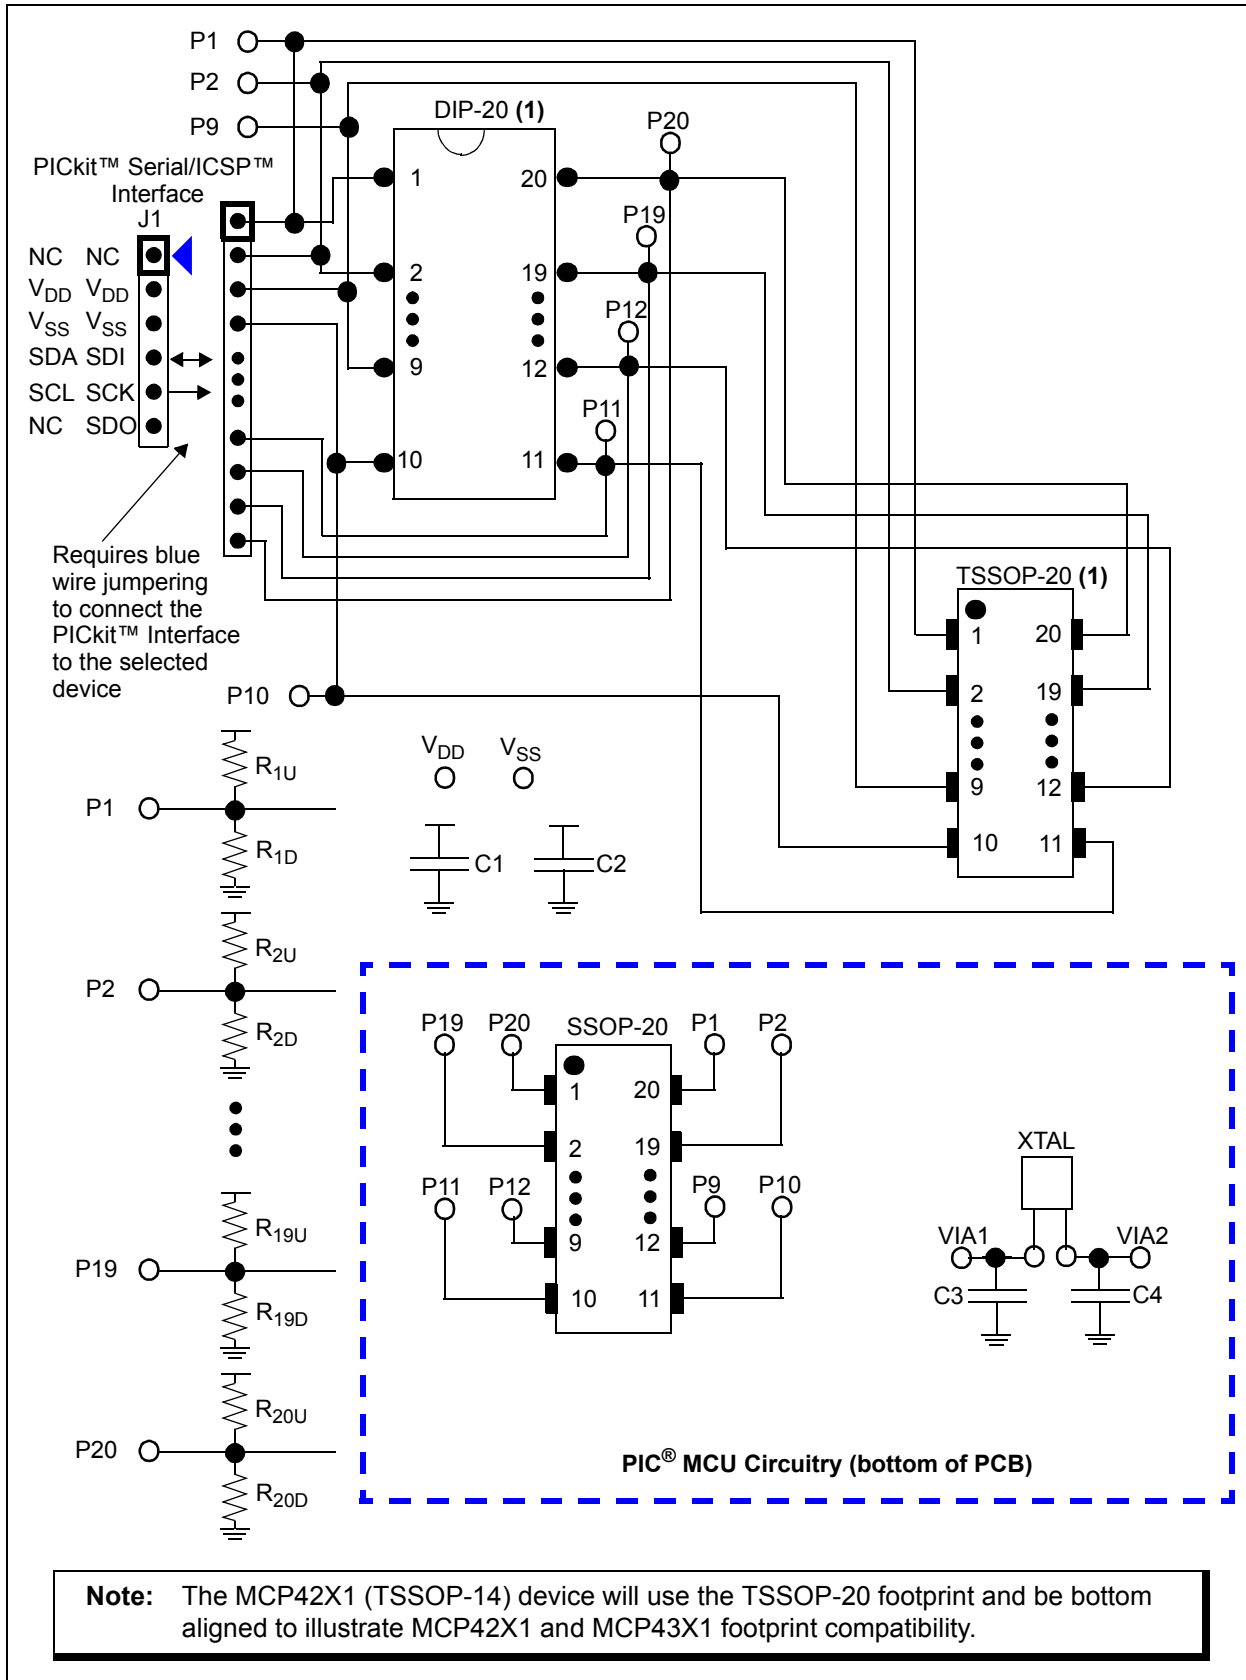 P1
P2
P9
DIP-20 (1)
P20
PICkit™ Serial/ICSP™
Interface
J1
1
20
P19
NC NC
2
19
VDD VDD
P12
VSS VSS
SDA SDI
9
12
SCL SCK
P11
NC SDO
10
11
Requires blue
wire jumpering
to connect the
PICkit™ Interface
to the selected
device
TSSOP-20 (1)
1
20
2
19
9
12
10
11
P10
R1U
P1
R1D
VDD
VSS
C1
C2
R2U
P2
R2D
P19
P20
SSOP-20
P1
P2
1
20
2
19
P11
P12
P9
P10
9
12
10
11
XTAL
VIA1
VIA2
C3
C4
R19U
P19
R19D
R20U
P20
R20D
PIC® MCU Circuitry (bottom of PCB)
Note: The MCP42X1 (TSSOP-14) device will use the TSSOP-20 footprint and be bottom
aligned to illustrate MCP42X1 and MCP43X1 footprint compatibility.